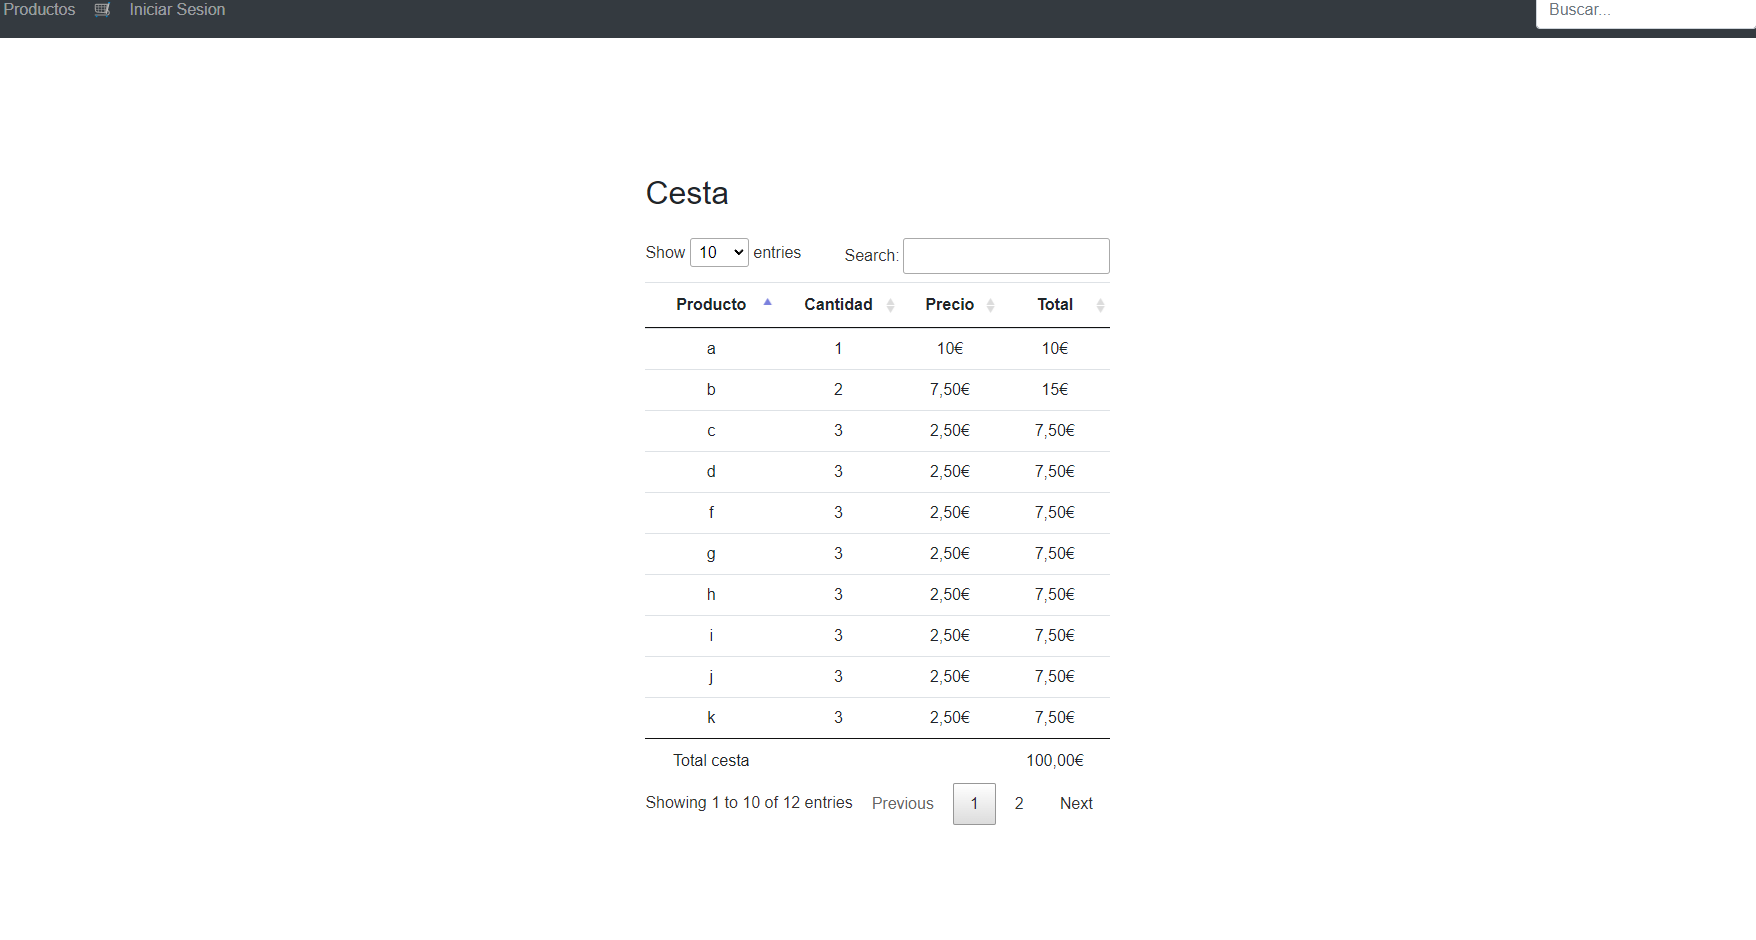 Productos Iniciar Sesion Buscar...
Cesta
Show 10 entries Search:
Producto Cantidad Precio Total
a 1 10€ 10€
b 2 7,50€ 15€
c 3 2,50€ 7,50€
d 3 2,50€ 7,50€
f 3 2,50€ 7,50€
g 3 2,50€ 7,50€
h 3 2,50€ 7,50€
i 3 2,50€ 7,50€
j 3 2,50€ 7,50€
k 3 2,50€ 7,50€
Total cesta 100,00€
Showing 1 to 10 of 12 entries Previous 1 2 Next